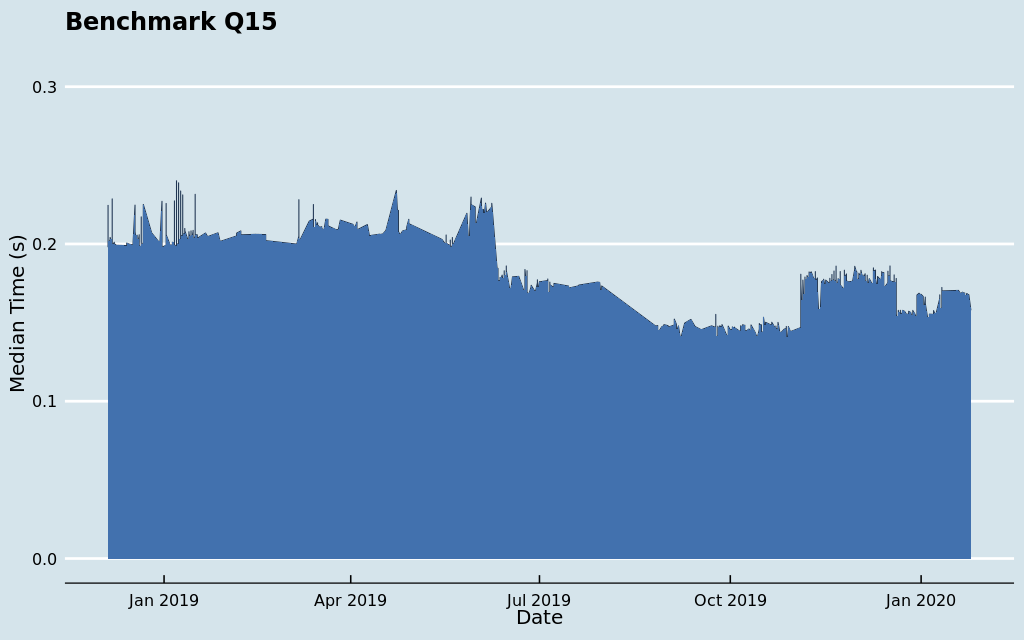 Benchmark Q15
Median Time (s)
0.3
0.2
0.1
0.0
Jan 2019
Apr 2019
Jul 2019
Oct 2019
Jan 2020
Date